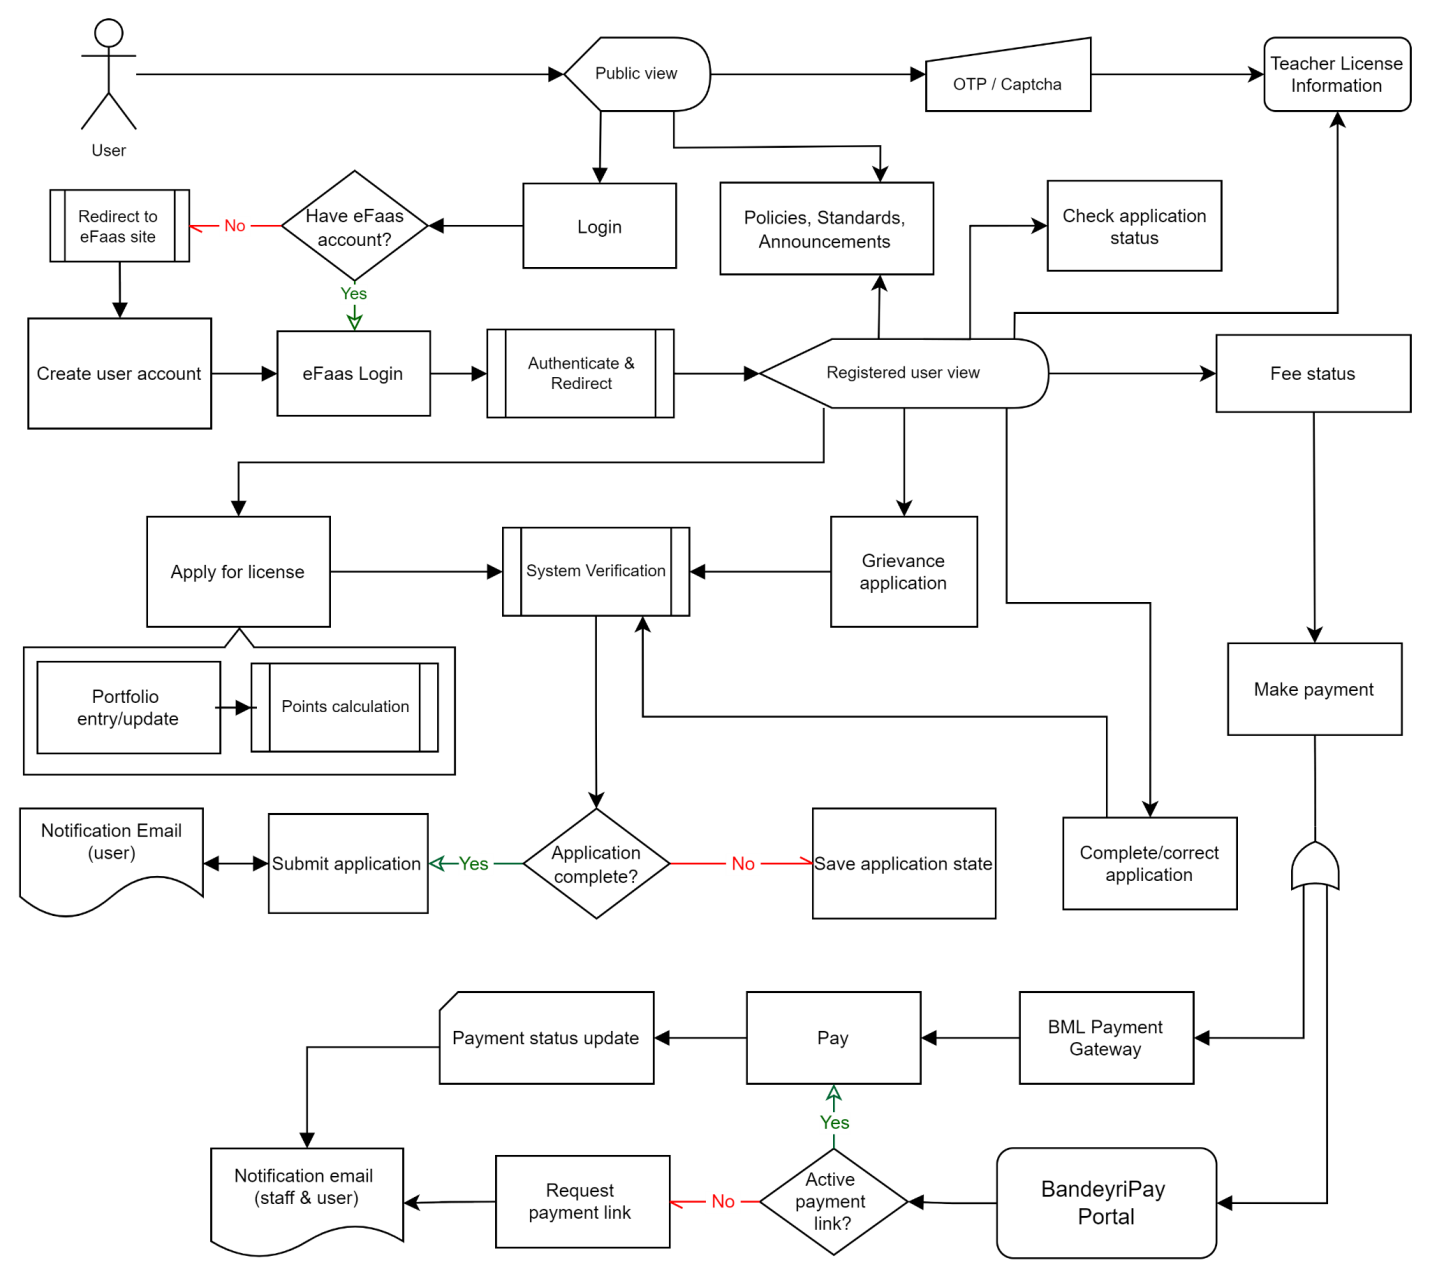 Public view
OTP / Captcha
Teacher License
Information
User
Redirect to
eFaas site
No
Have eFaas
account?
Login
Policies, Standards,
Announcements
Check application
status
Yes
Create user account
eFaas Login
Authenticate &
Redirect
Registered user view
Fee status
Apply for license
System Verification
Grievance
application
Portfolio
entry/update
Points calculation
Make payment
Notification Email
(user)
Submit application
Yes
Application
complete?
No
Save application state
Complete/correct
application
Payment status update
Pay
BML Payment
Gateway
Yes
Notification email
(staff & user)
Request
payment link
No
Active
payment
link?
BandeyriPay
Portal